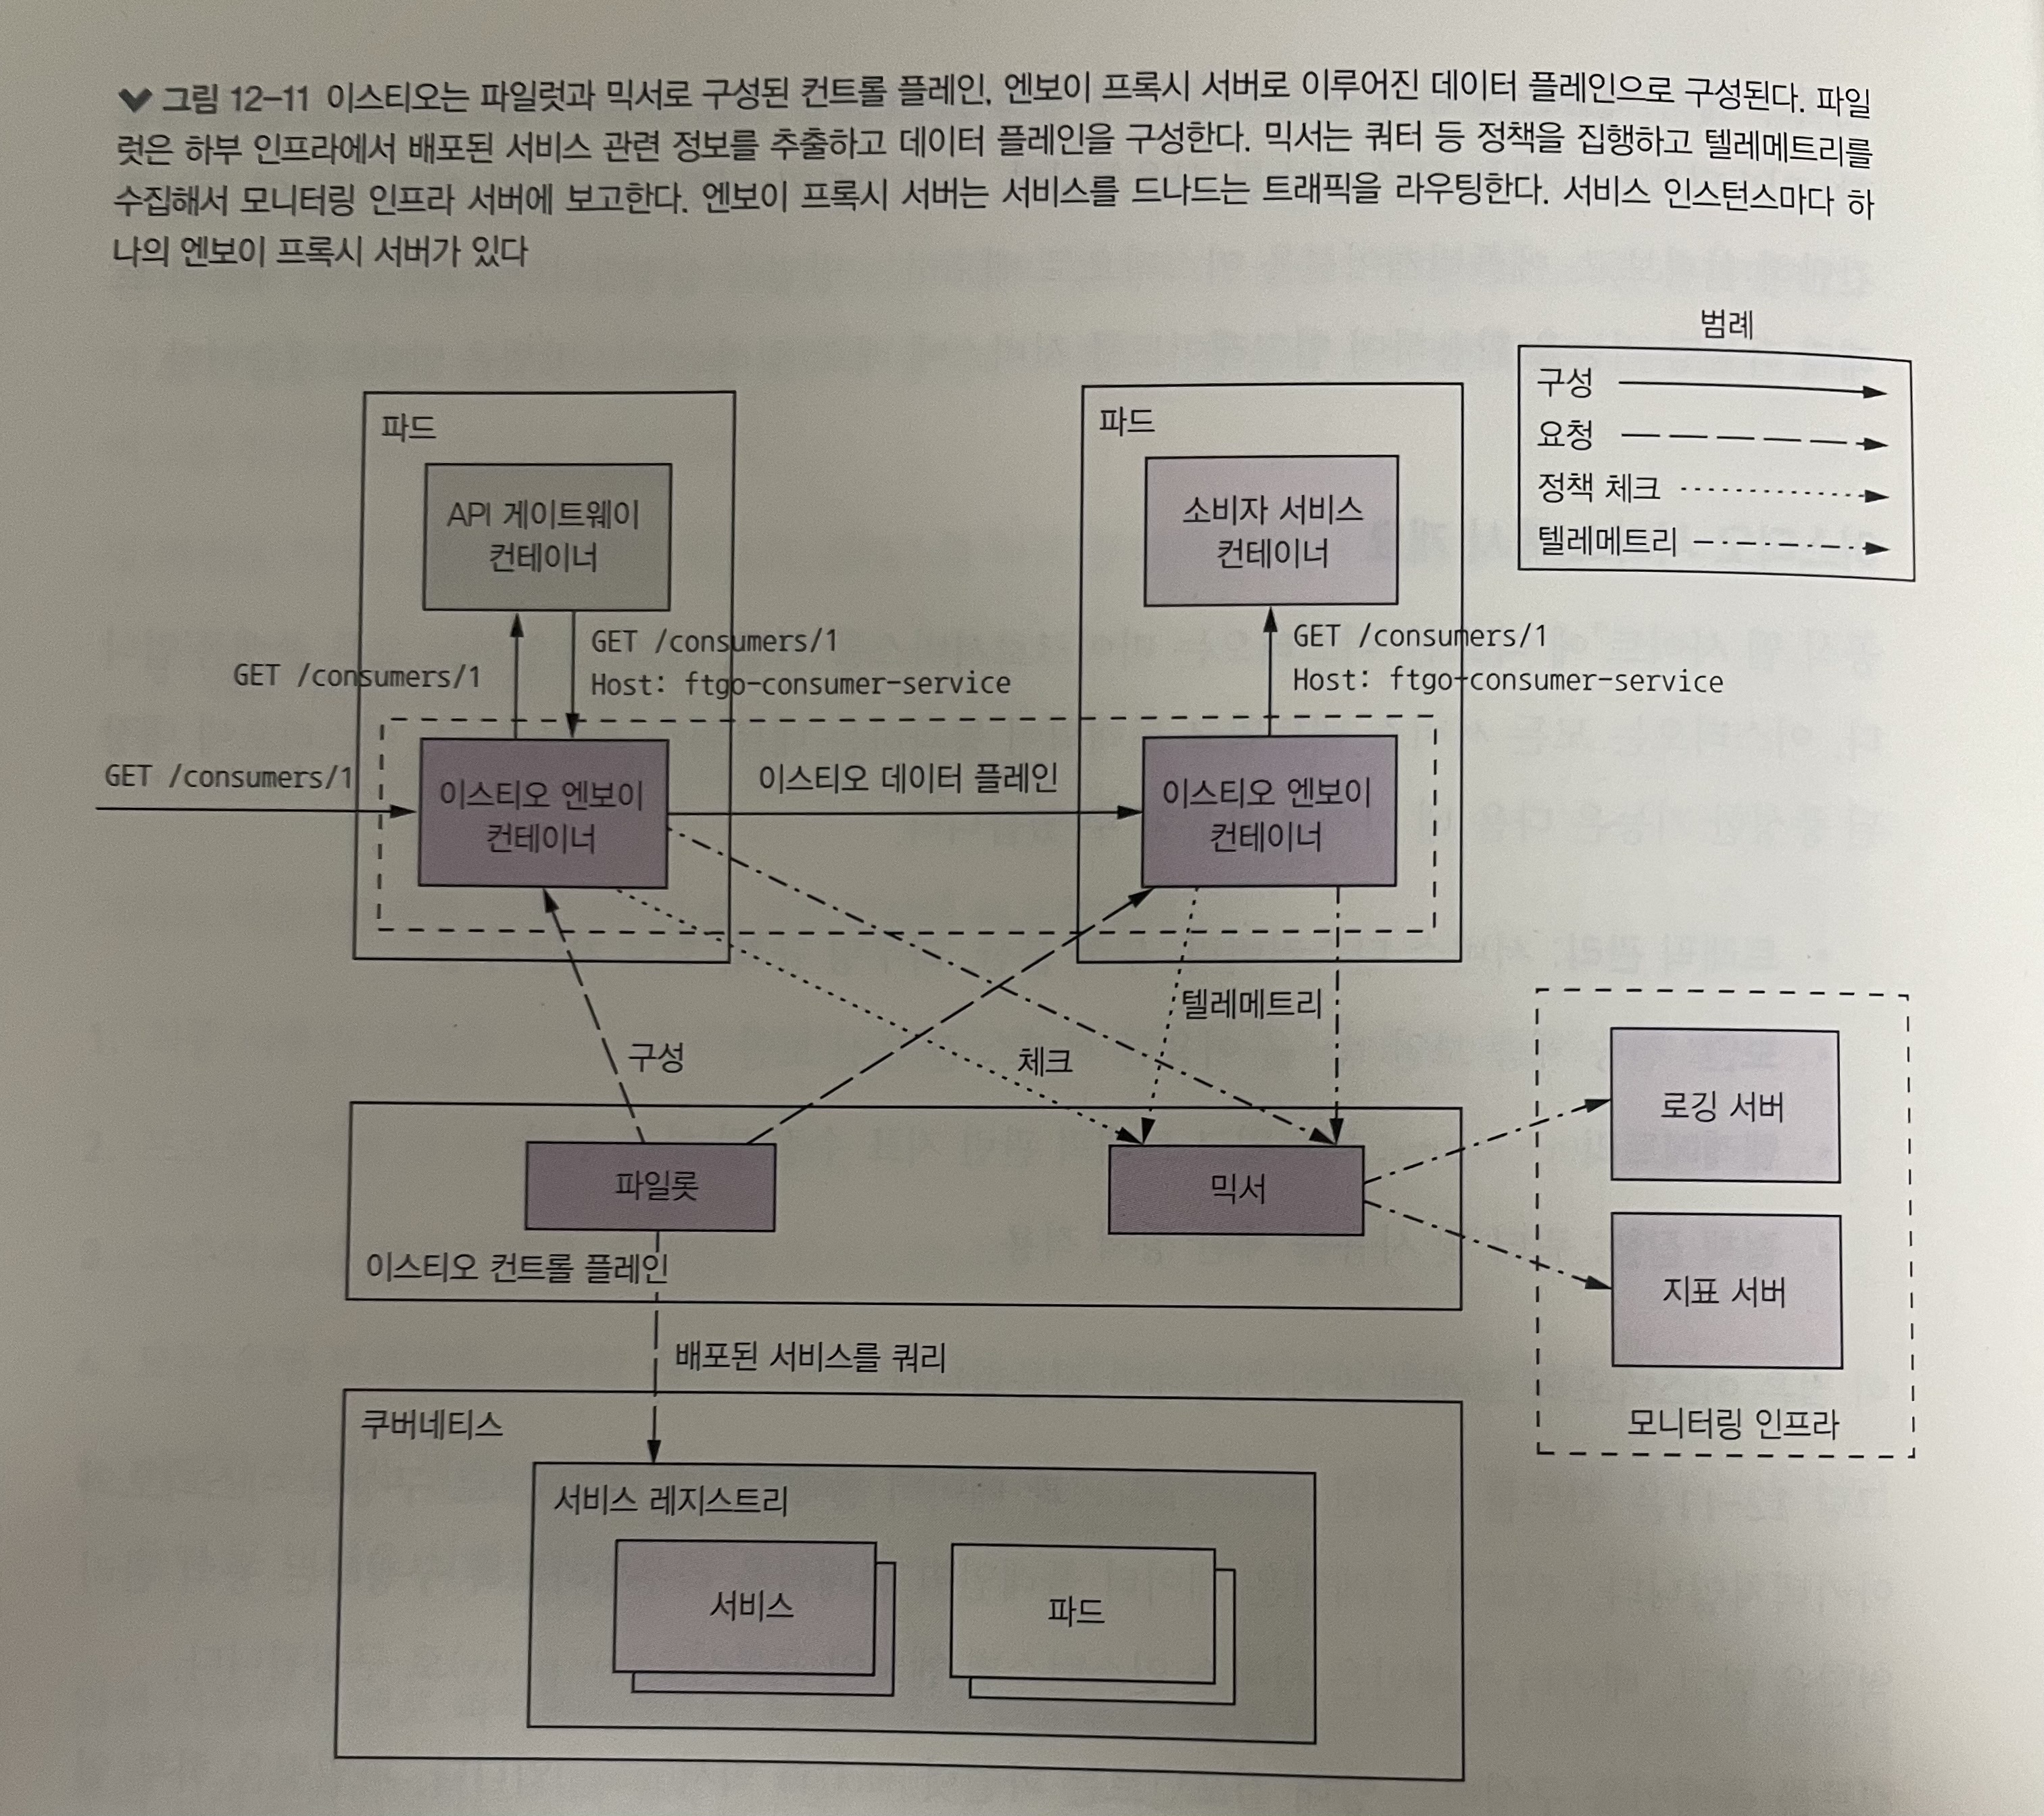 그림 12-11 이스티오는 파일럿과 믹서로 구성된 컨트롤 플레인, 엔보이 프록시 서버로 이루어진 데이터 플레인으로 구성된다. 파일
럿은 하부 인프라에서 배포된 서비스 관련 정보를 추출하고 데이터 플레인을 구성한다. 믹서는 쿼터 등 정책을 집행하고 텔레메트리를
수집해서 모니터링 인프라 서버에 보고한다. 엔보이 프록시 서버는 서비스를 드나드는 트래픽을 라우팅한다. 서비스 인스턴스마다 하
나의 엔보이 프록시 서버가 있다
범례
구성
요청
정책 체크
텔레메트리
파드
API 게이트웨이
컨테이너
파드
소비자 서비스
컨테이너
GET /consumers/1
GET /consumers/1
Host: ftgo-consumer-service
GET /consumers/1
Host: ftgo-consumer-service
GET /consumers/1
이스티오 엔보이
컨테이너
이스티오 데이터 플레인
이스티오 엔보이
컨테이너
구성
체크
텔레메트리
파일롯
믹서
이스티오 컨트롤 플레인
로깅 서버
지표 서버
모니터링 인프라
배포된 서비스를 쿼리
쿠버네티스
서비스 레지스트리
서비스
파드